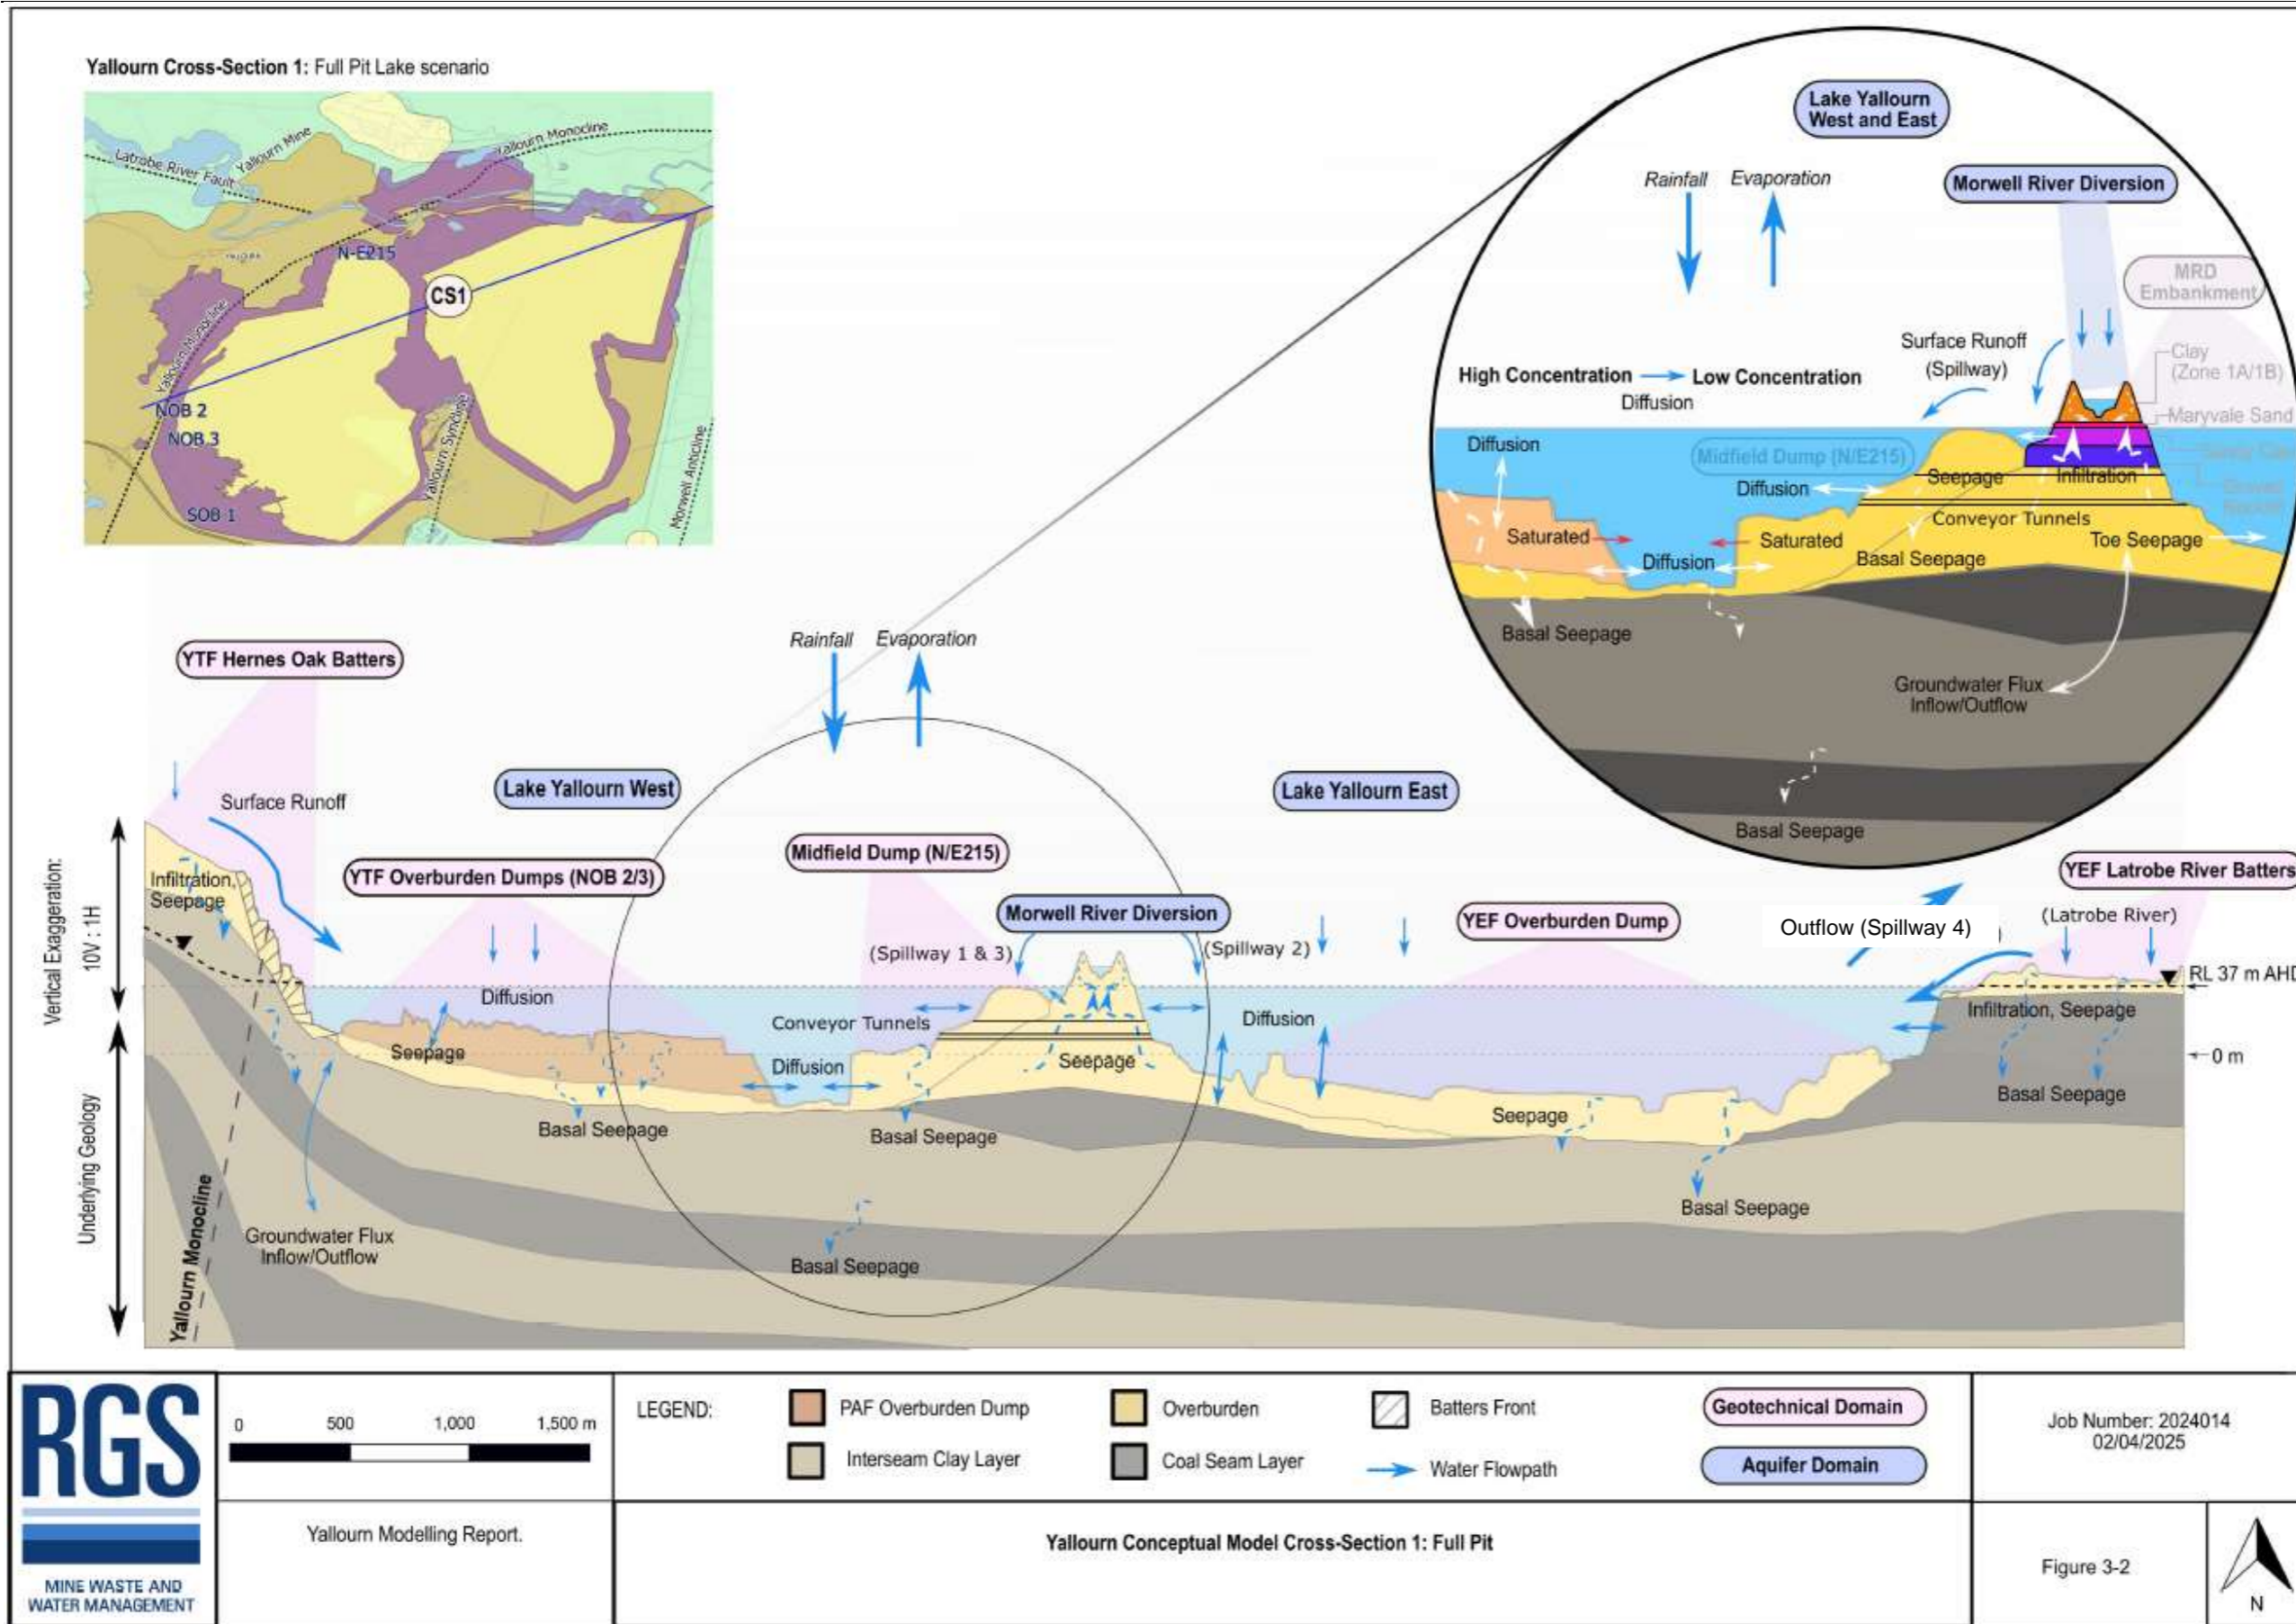 Yallourn Cross-Section 1: Full Pit Lake scenario
Latrobe River Fault
Yallourn Mine
Yallourn Monocline
N-E215
CS1
Yallourn Monocline
NOB 2
NOB 3
SOB 1
Yallourn Syncline
Morwell Anticline
Lake Yallourn
West and East
Rainfall Evaporation
Morwell River Diversion
MRD
Embankment
Surface Runoff
(Spillway)
Clay
(Zone 1A/1B)
High Concentration Low Concentration
Diffusion
Maryvale Sand
Diffusion
Midfield Dump (N/E215)
Seepage
Infiltration
Diffusion
Conveyor Tunnels
Saturated
Saturated
Toe Seepage
Diffusion
Basal Seepage
Basal Seepage
Groundwater Flux
Inflow/Outflow
Basal Seepage
YTF Hernes Oak Batters
Rainfall Evaporation
Lake Yallourn West
Lake Yallourn East
Surface Runoff
Midfield Dump (N/E215)
YTF Overburden Dumps (NOB 2/3)
YEF Latrobe River Batters
Infiltration,
Seepage
Morwell River Diversion
YEF Overburden Dump
Outflow (Spillway 4)
)
(Latrobe River)
(Spillway 1 & 3)
(Spillway 2)
Vertical Exaggeration:
10V : 1H
RL 37 m AHD
Diffusion
Conveyor Tunnels
Diffusion
Infiltration, Seepage
Seepage
Diffusion
Seepage
0 m
Basal Seepage
Seepage
Basal Seepage
Basal Seepage
Underlying Geology
Yallourn Monocline
Basal Seepage
Groundwater Flux
Inflow/Outflow
Basal Seepage
RGS
MINE WASTE AND
WATER MANAGEMENT
0 500 1,000 1,500 m
LEGEND:
PAF Overburden Dump
Overburden
Batters Front
Geotechnical Domain
Interseam Clay Layer
Coal Seam Layer
Water Flowpath
Aquifer Domain
Job Number: 2024014
02/04/2025
Yallourn Modelling Report.
Yallourn Conceptual Model Cross-Section 1: Full Pit
Figure 3-2
N